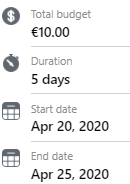 Total budget
€10.00
Duration
5 days
Start date
Apr 20, 2020
End date
Apr 25, 2020